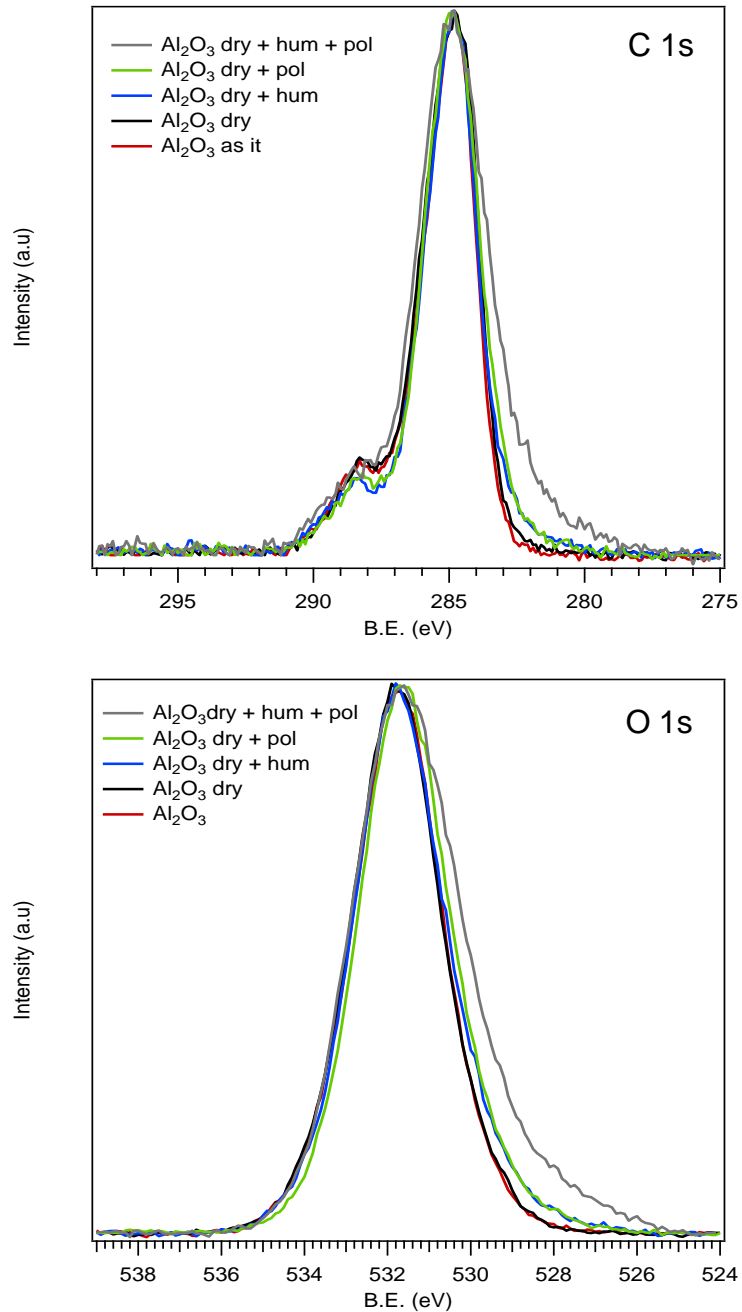 C 1s
Al₂O₃ dry + hum + pol
Al₂O₃ dry + pol
Al₂O₃ dry + hum
Al₂O₃ dry
Al₂O₃ as it
Intensity (a.u)
295 290 285 280 275
B.E. (eV)
O 1s
Al₂O₃dry + hum + pol
Al₂O₃ dry + pol
Al₂O₃ dry + hum
Al₂O₃ dry
Al₂O₃
Intensity (a.u)
538 536 534 532 530 528 526 524
B.E. (eV)